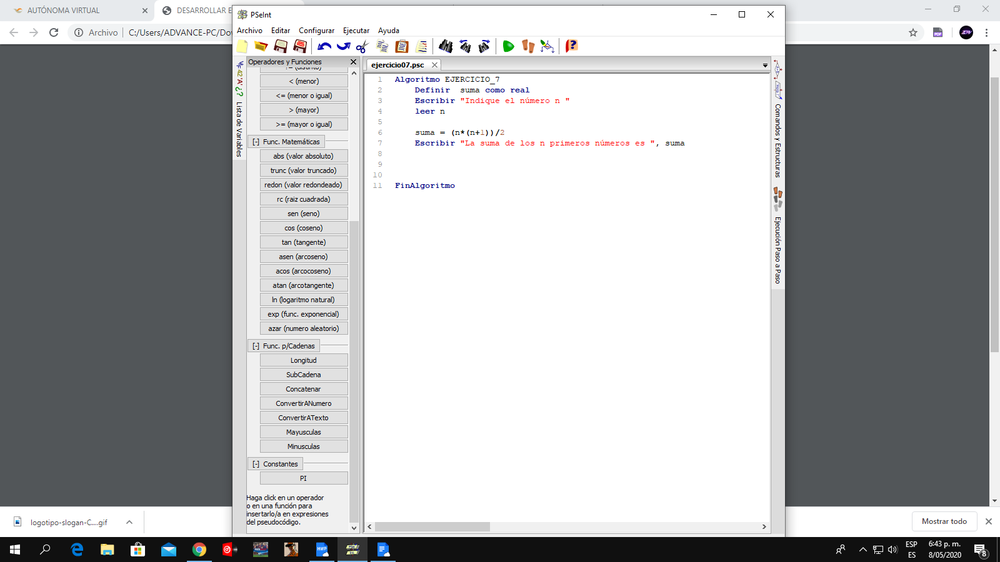 AUTÓNOMA VIRTUAL
DESARROLLAR E
Archivo
C:/Users/ADVANCE-PC/Do
PSeInt
Archivo Editar Configurar Ejecutar Ayuda
Operadores y Funciones
!= (distinto)
< (menor)
<= (menor o igual)
> (mayor)
>= (mayor o igual)
[-] Func. Matemáticas
abs (valor absoluto)
trunc (valor truncado)
redon (valor redondeado)
rc (raiz cuadrada)
sen (seno)
cos (coseno)
tan (tangente)
asen (arcoseno)
acos (arcocoseno)
atan (arcotangente)
ln (logaritmo natural)
exp (func. exponencial)
azar (numero aleatorio)
[-] Func. p/Cadenas
Longitud
SubCadena
Concatenar
ConvertirANumero
ConvertirATexto
Mayusculas
Minusculas
[-] Constantes
PI
Haga click en un operador
o en una función para
insertarlo/a en expresiones
del pseudocódigo.
Lista de Variables
ejercicio07.psc
1 Algoritmo EJERCICIO_7
2 Definir suma como real
3 Escribir "Indique el número n "
4 leer n
5
6 suma = (n*(n+1))/2
7 Escribir "La suma de los n primeros números es ", suma
8
9
10
11 FinAlgoritmo
Comandos y Estructuras
Ejecución Paso a Paso
logotipo-slogan-C....gif
Mostrar todo
ESP
ES
6:43 p. m.
8/05/2020
8